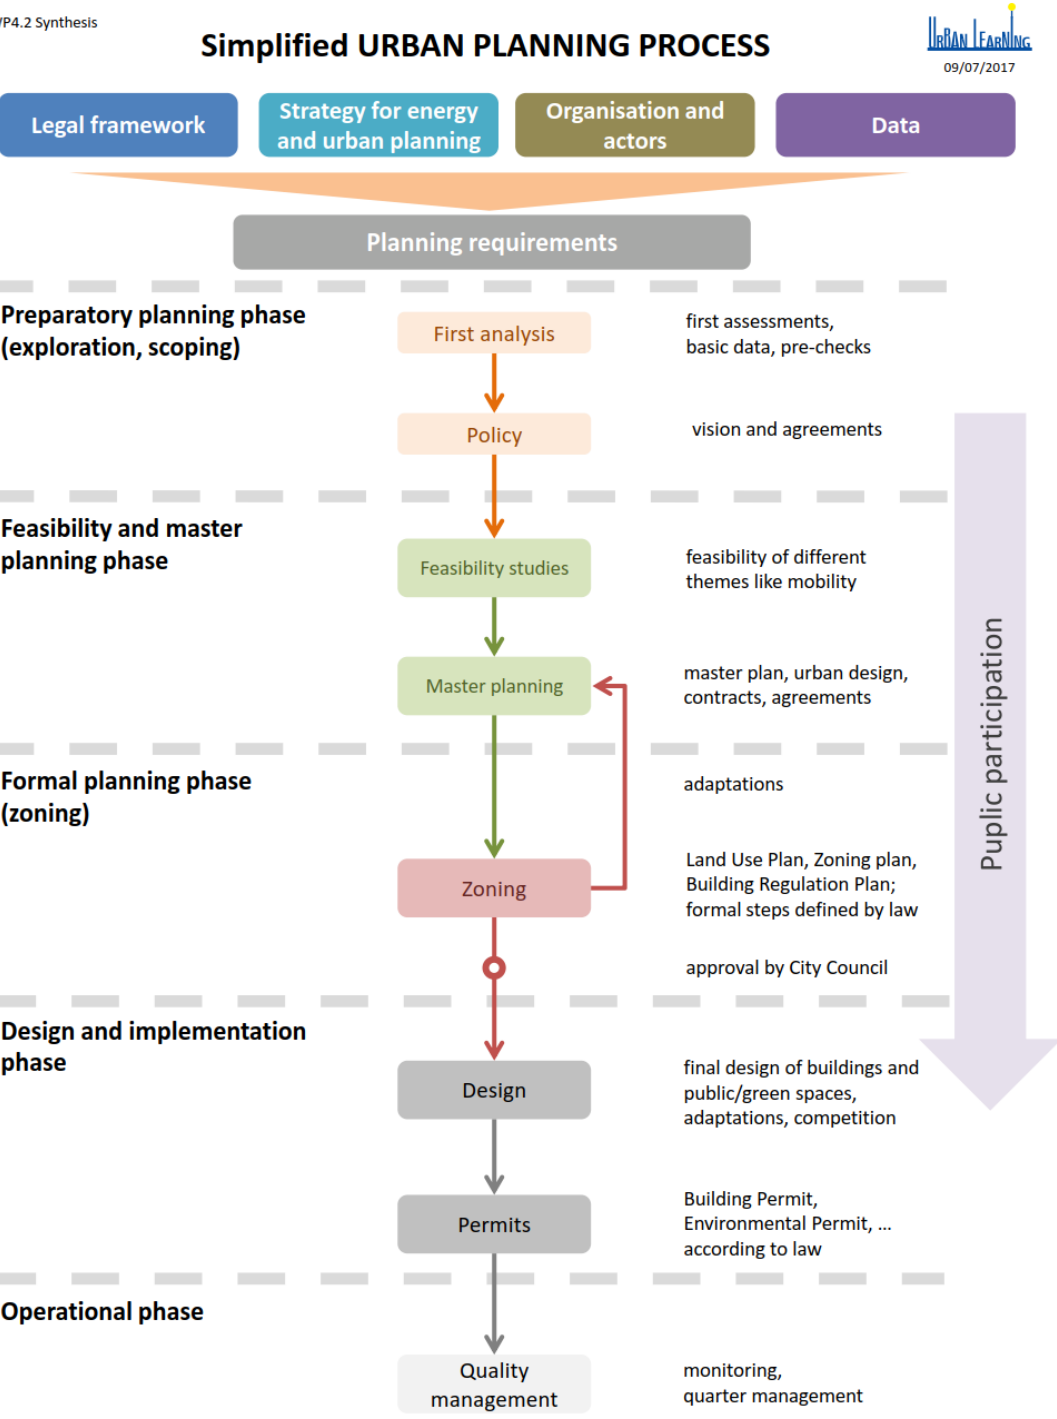 /P4.2 Synthesis
Simplified URBAN PLANNING PROCESS
URBAN LEARNING
09/07/2017
Legal framework
Strategy for energy
and urban planning
Organisation and
actors
Data
Planning requirements
Preparatory planning phase
(exploration, scoping)
First analysis
first assessments,
basic data, pre-checks
Policy
vision and agreements
Feasibility and master
planning phase
Feasibility studies
feasibility of different
themes like mobility
Master planning
master plan, urban design,
contracts, agreements
Puplic participation
Formal planning phase
(zoning)
adaptations
Zoning
Land Use Plan, Zoning plan,
Building Regulation Plan;
formal steps defined by law
approval by City Council
Design and implementation
phase
Design
final design of buildings and
public/green spaces,
adaptations, competition
Permits
Building Permit,
Environmental Permit, ...
according to law
Operational phase
Quality
management
monitoring,
quarter management